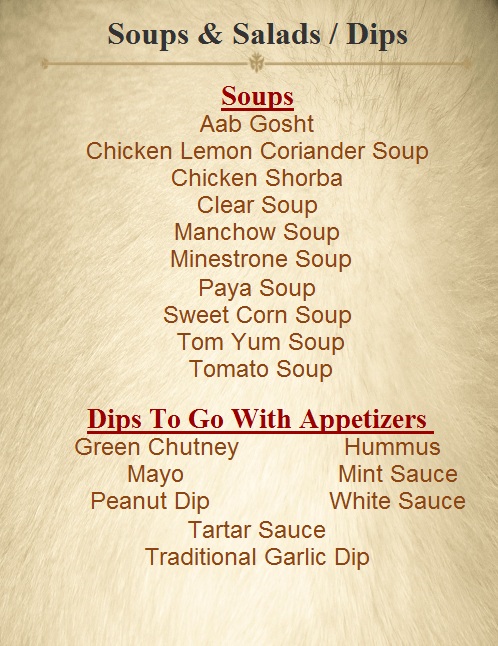 Soups & Salads / Dips
Soups
Aab Gosht
Chicken Lemon Coriander Soup
Chicken Shorba
Clear Soup
Manchow Soup
Minestrone Soup
Paya Soup
Sweet Corn Soup
Tom Yum Soup
Tomato Soup
Dips To Go With Appetizers
Green Chutney Hummus
Mayo Mint Sauce
Peanut Dip White Sauce
Tartar Sauce
Traditional Garlic Dip